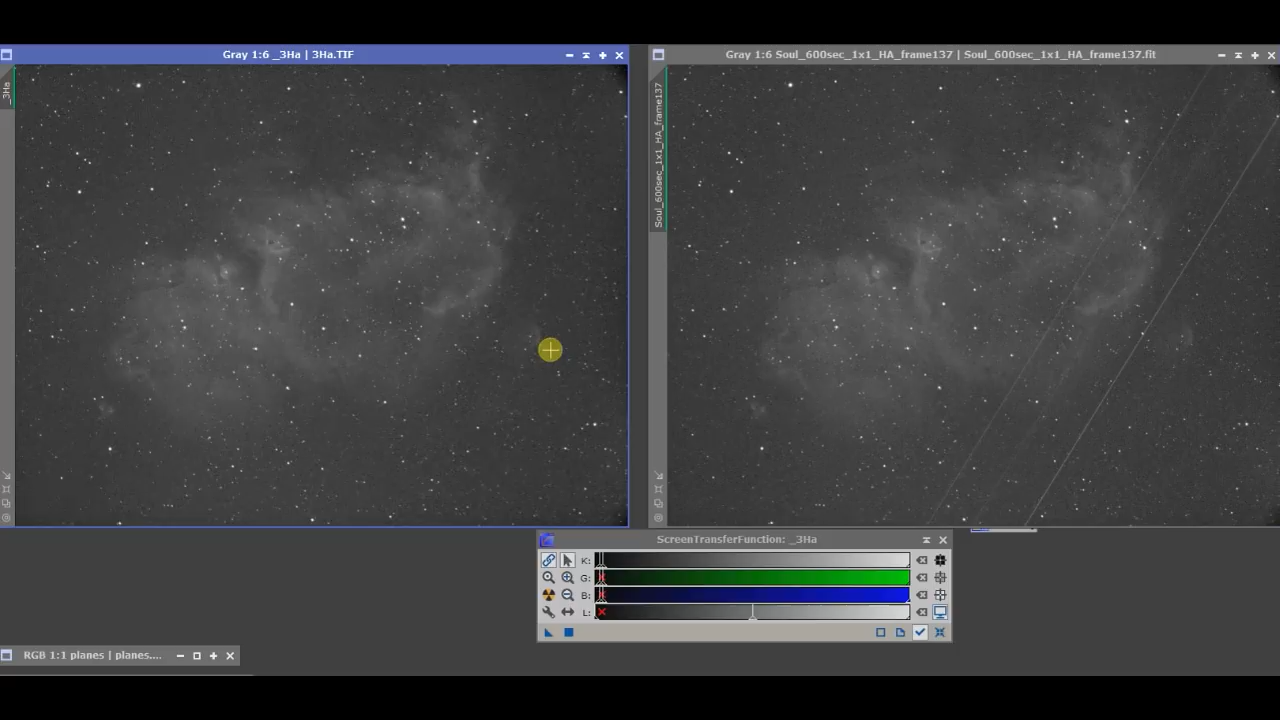 Gray 1:6 _3Ha | 3Ha.TIF
Gray 1:6 Soul_600sec_1x1_HA_frame137 | Soul_600sec_1x1_HA_frame137.fit
_3Ha
Soul_600sec_1x1_HA_frame137
ScreenTransferFunction: _3Ha
K:
G:
B:
L:
RGB 1:1 planes | planes....